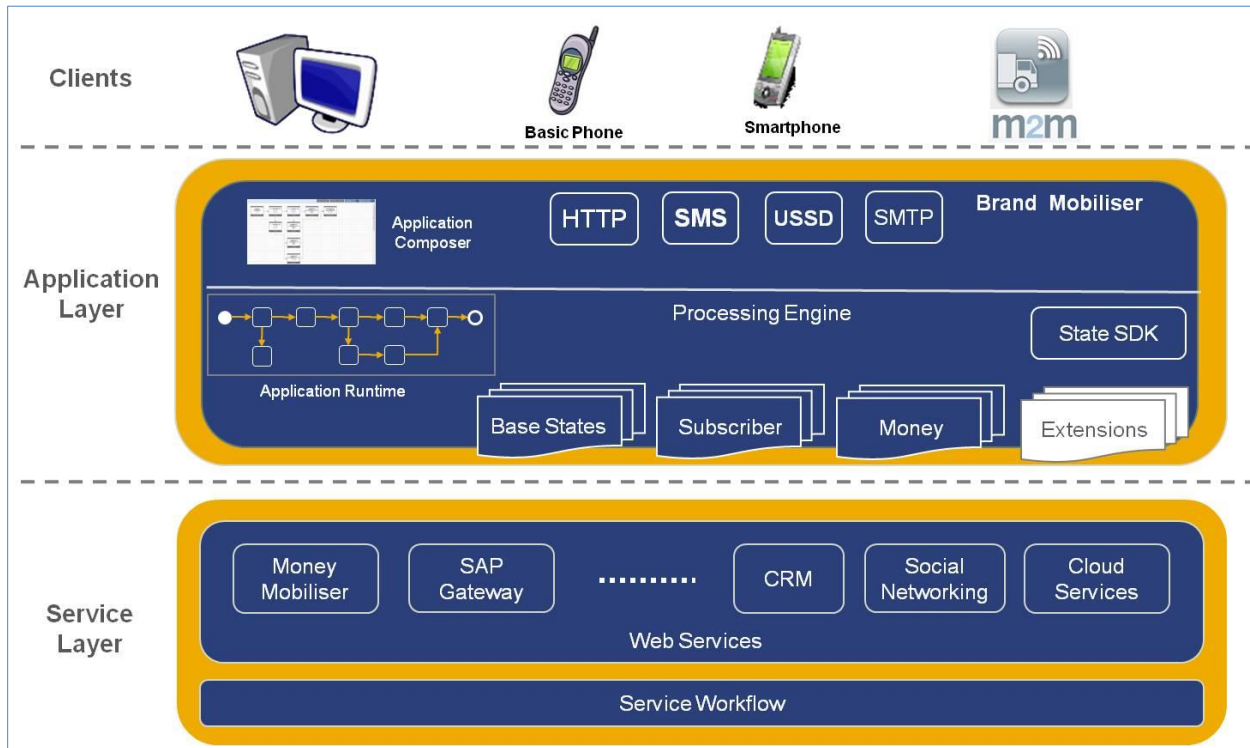 Clients
Basic Phone
Smartphone
m2m
Application
Layer
Application
Composer
HTTP
SMS
USSD
SMTP
Brand Mobiliser
Processing Engine
State SDK
Application Runtime
Base States
Subscriber
Money
Extensions
Service
Layer
Money
Mobiliser
SAP
Gateway
..........
CRM
Social
Networking
Cloud
Services
Web Services
Service Workflow